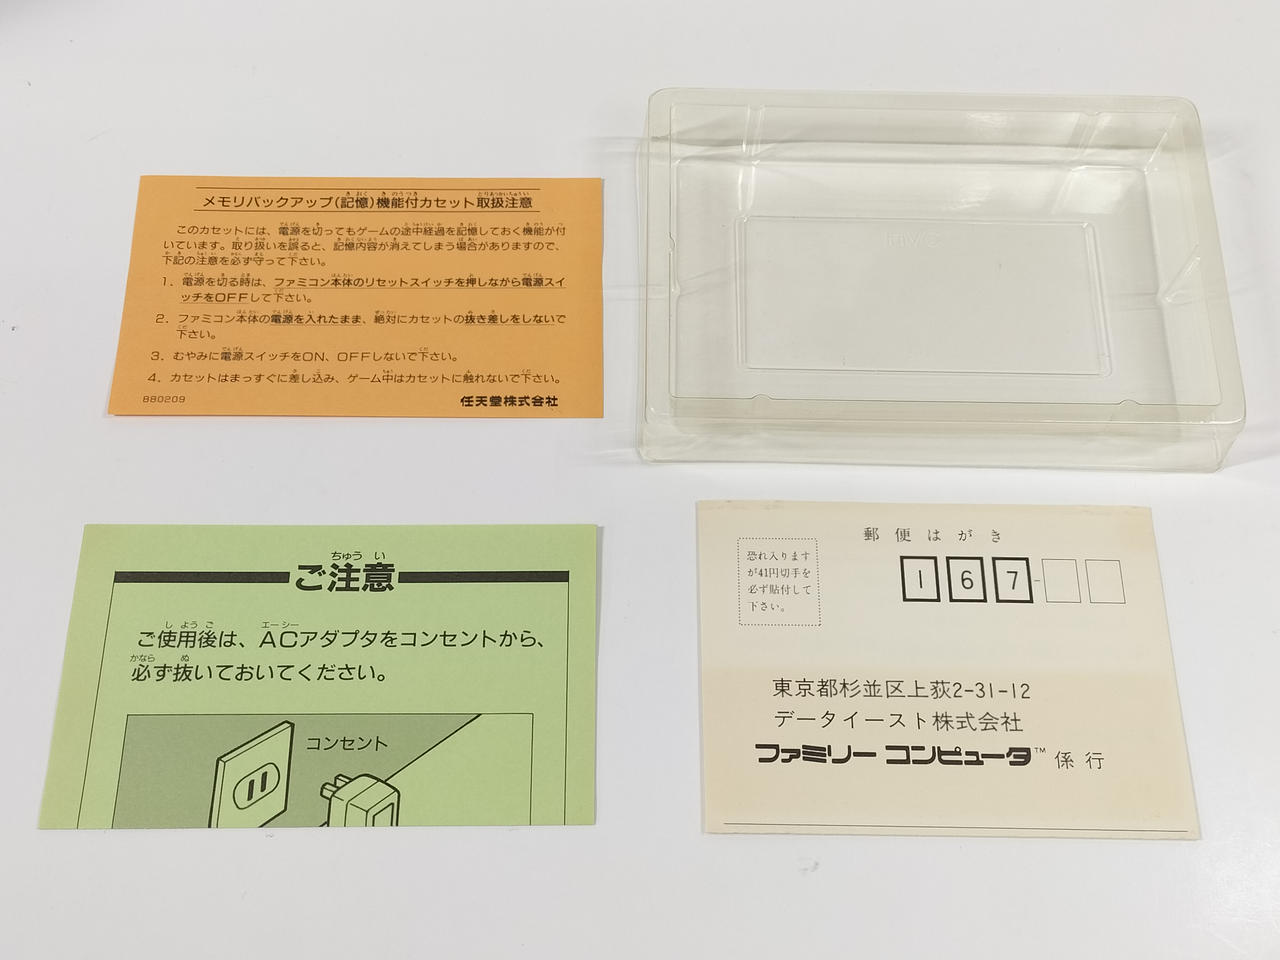 メモリバックアップ(記憶)機能付カセット取扱注意
このカセットには、電源を切ってもゲームの途中経過を記憶しておく機能が付
いています。取り扱いを誤ると、記憶内容が消えてしまう場合がありますので、
下記の注意を必ず守って下さい。
1. 電源を切る時は、ファミコン本体のリセットスイッチを押しながら電源スイ
ッチをOFFして下さい。
2. ファミコン本体の電源を入れたまま、絶対にカセットの抜き差しをしないで
下さい。
3. むやみに電源スイッチをON、OFFしないで下さい。
4. カセットはまっすぐに差し込み、ゲーム中はカセットに触れないで下さい。
880209
任天堂株式会社
ちゅう い
ご注意
し よう ご エーシー
ご使用後は、ACアダプタをコンセントから、
かなら ぬ
必ず抜いておいてください。
コンセント
郵便はがき
恐れ入ります
が41円切手を
必ず貼付して
下さい。
167-
東京都杉並区上荻2-31-12
データイースト株式会社
ファミリーコンピュータ™ 係行